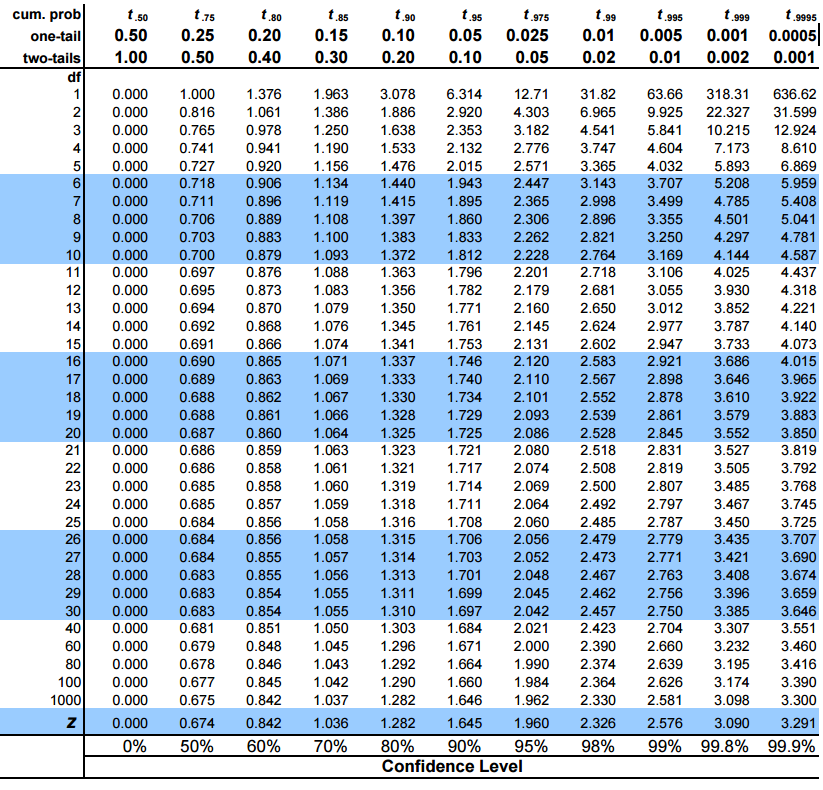 cum. prob t.50 t.75 t.80 t.85 t.90 t.95 t.975 t.99 t.995 t.999 t.9995
one-tail 0.50 0.25 0.20 0.15 0.10 0.05 0.025 0.01 0.005 0.001 0.0005
two-tails 1.00 0.50 0.40 0.30 0.20 0.10 0.05 0.02 0.01 0.002 0.001
df
1 0.000 1.000 1.376 1.963 3.078 6.314 12.71 31.82 63.66 318.31 636.62
2 0.000 0.816 1.061 1.386 1.886 2.920 4.303 6.965 9.925 22.327 31.599
3 0.000 0.765 0.978 1.250 1.638 2.353 3.182 4.541 5.841 10.215 12.924
4 0.000 0.741 0.941 1.190 1.533 2.132 2.776 3.747 4.604 7.173 8.610
5 0.000 0.727 0.920 1.156 1.476 2.015 2.571 3.365 4.032 5.893 6.869
6 0.000 0.718 0.906 1.134 1.440 1.943 2.447 3.143 3.707 5.208 5.959
7 0.000 0.711 0.896 1.119 1.415 1.895 2.365 2.998 3.499 4.785 5.408
8 0.000 0.706 0.889 1.108 1.397 1.860 2.306 2.896 3.355 4.501 5.041
9 0.000 0.703 0.883 1.100 1.383 1.833 2.262 2.821 3.250 4.297 4.781
10 0.000 0.700 0.879 1.093 1.372 1.812 2.228 2.764 3.169 4.144 4.587
11 0.000 0.697 0.876 1.088 1.363 1.796 2.201 2.718 3.106 4.025 4.437
12 0.000 0.695 0.873 1.083 1.356 1.782 2.179 2.681 3.055 3.930 4.318
13 0.000 0.694 0.870 1.079 1.350 1.771 2.160 2.650 3.012 3.852 4.221
14 0.000 0.692 0.868 1.076 1.345 1.761 2.145 2.624 2.977 3.787 4.140
15 0.000 0.691 0.866 1.074 1.341 1.753 2.131 2.602 2.947 3.733 4.073
16 0.000 0.690 0.865 1.071 1.337 1.746 2.120 2.583 2.921 3.686 4.015
17 0.000 0.689 0.863 1.069 1.333 1.740 2.110 2.567 2.898 3.646 3.965
18 0.000 0.688 0.862 1.067 1.330 1.734 2.101 2.552 2.878 3.610 3.922
19 0.000 0.688 0.861 1.066 1.328 1.729 2.093 2.539 2.861 3.579 3.883
20 0.000 0.687 0.860 1.064 1.325 1.725 2.086 2.528 2.845 3.552 3.850
21 0.000 0.686 0.859 1.063 1.323 1.721 2.080 2.518 2.831 3.527 3.819
22 0.000 0.686 0.858 1.061 1.321 1.717 2.074 2.508 2.819 3.505 3.792
23 0.000 0.685 0.858 1.060 1.319 1.714 2.069 2.500 2.807 3.485 3.768
24 0.000 0.685 0.857 1.059 1.318 1.711 2.064 2.492 2.797 3.467 3.745
25 0.000 0.684 0.856 1.058 1.316 1.708 2.060 2.485 2.787 3.450 3.725
26 0.000 0.684 0.856 1.058 1.315 1.706 2.056 2.479 2.779 3.435 3.707
27 0.000 0.684 0.855 1.057 1.314 1.703 2.052 2.473 2.771 3.421 3.690
28 0.000 0.683 0.855 1.056 1.313 1.701 2.048 2.467 2.763 3.408 3.674
29 0.000 0.683 0.854 1.055 1.311 1.699 2.045 2.462 2.756 3.396 3.659
30 0.000 0.683 0.854 1.055 1.310 1.697 2.042 2.457 2.750 3.385 3.646
40 0.000 0.681 0.851 1.050 1.303 1.684 2.021 2.423 2.704 3.307 3.551
60 0.000 0.679 0.848 1.045 1.296 1.671 2.000 2.390 2.660 3.232 3.460
80 0.000 0.678 0.846 1.043 1.292 1.664 1.990 2.374 2.639 3.195 3.416
100 0.000 0.677 0.845 1.042 1.290 1.660 1.984 2.364 2.626 3.174 3.390
1000 0.000 0.675 0.842 1.037 1.282 1.646 1.962 2.330 2.581 3.098 3.300
z 0.000 0.674 0.842 1.036 1.282 1.645 1.960 2.326 2.576 3.090 3.291
0% 50% 60% 70% 80% 90% 95% 98% 99% 99.8% 99.9%
Confidence Level